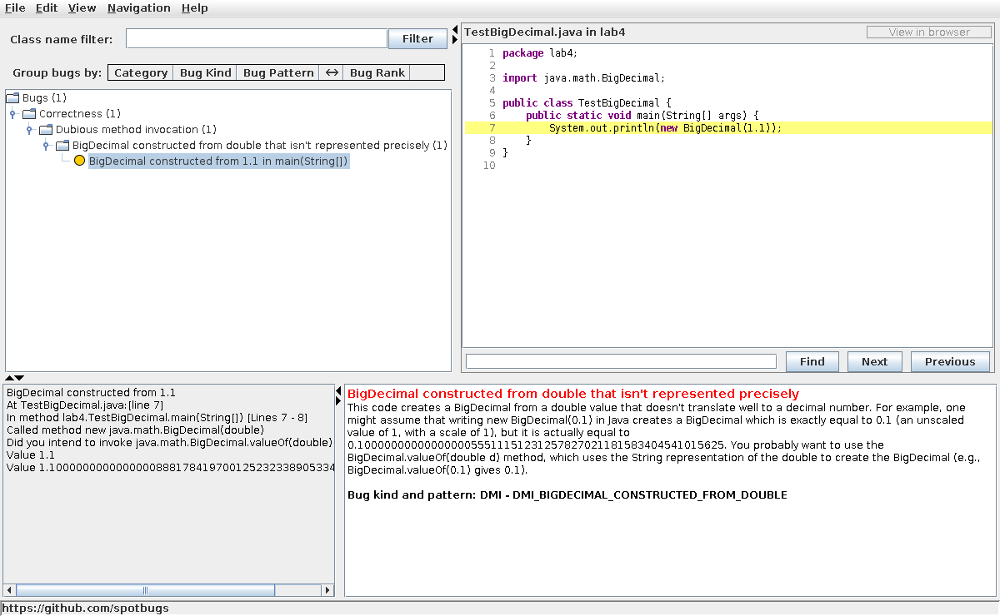 File Edit View Navigation Help
Class name filter:
Filter
Group bugs by: Category Bug Kind Bug Pattern ↔ Bug Rank
Bugs (1)
Correctness (1)
Dubious method invocation (1)
BigDecimal constructed from double that isn't represented precisely (1)
BigDecimal constructed from 1.1 in main(String[])
TestBigDecimal.java in lab4
View in browser
1 package lab4;
2
3 import java.math.BigDecimal;
4
5 public class TestBigDecimal {
6 public static void main(String[] args) {
7 System.out.println(new BigDecimal(1.1));
8 }
9 }
10
Find Next Previous
BigDecimal constructed from 1.1
At TestBigDecimal.java:[line 7]
In method lab4.TestBigDecimal.main(String[]) [Lines 7 - 8]
Called method new java.math.BigDecimal(double)
Did you intend to invoke java.math.BigDecimal.valueOf(double)
Value 1.1
Value 1.100000000000000088817841970012523233890533​4
BigDecimal constructed from double that isn't represented precisely
This code creates a BigDecimal from a double value that doesn't translate well to a decimal number. For example, one
might assume that writing new BigDecimal(0.1) in Java creates a BigDecimal which is exactly equal to 0.1 (an unscaled
value of 1, with a scale of 1), but it is actually equal to
0.1000000000000000055511151231257827021181583404541015625. You probably want to use the
BigDecimal.valueOf(double d) method, which uses the String representation of the double to create the BigDecimal (e.g.,
BigDecimal.valueOf(0.1) gives 0.1).
Bug kind and pattern: DMI - DMI_BIGDECIMAL_CONSTRUCTED_FROM_DOUBLE
https://github.com/spotbugs